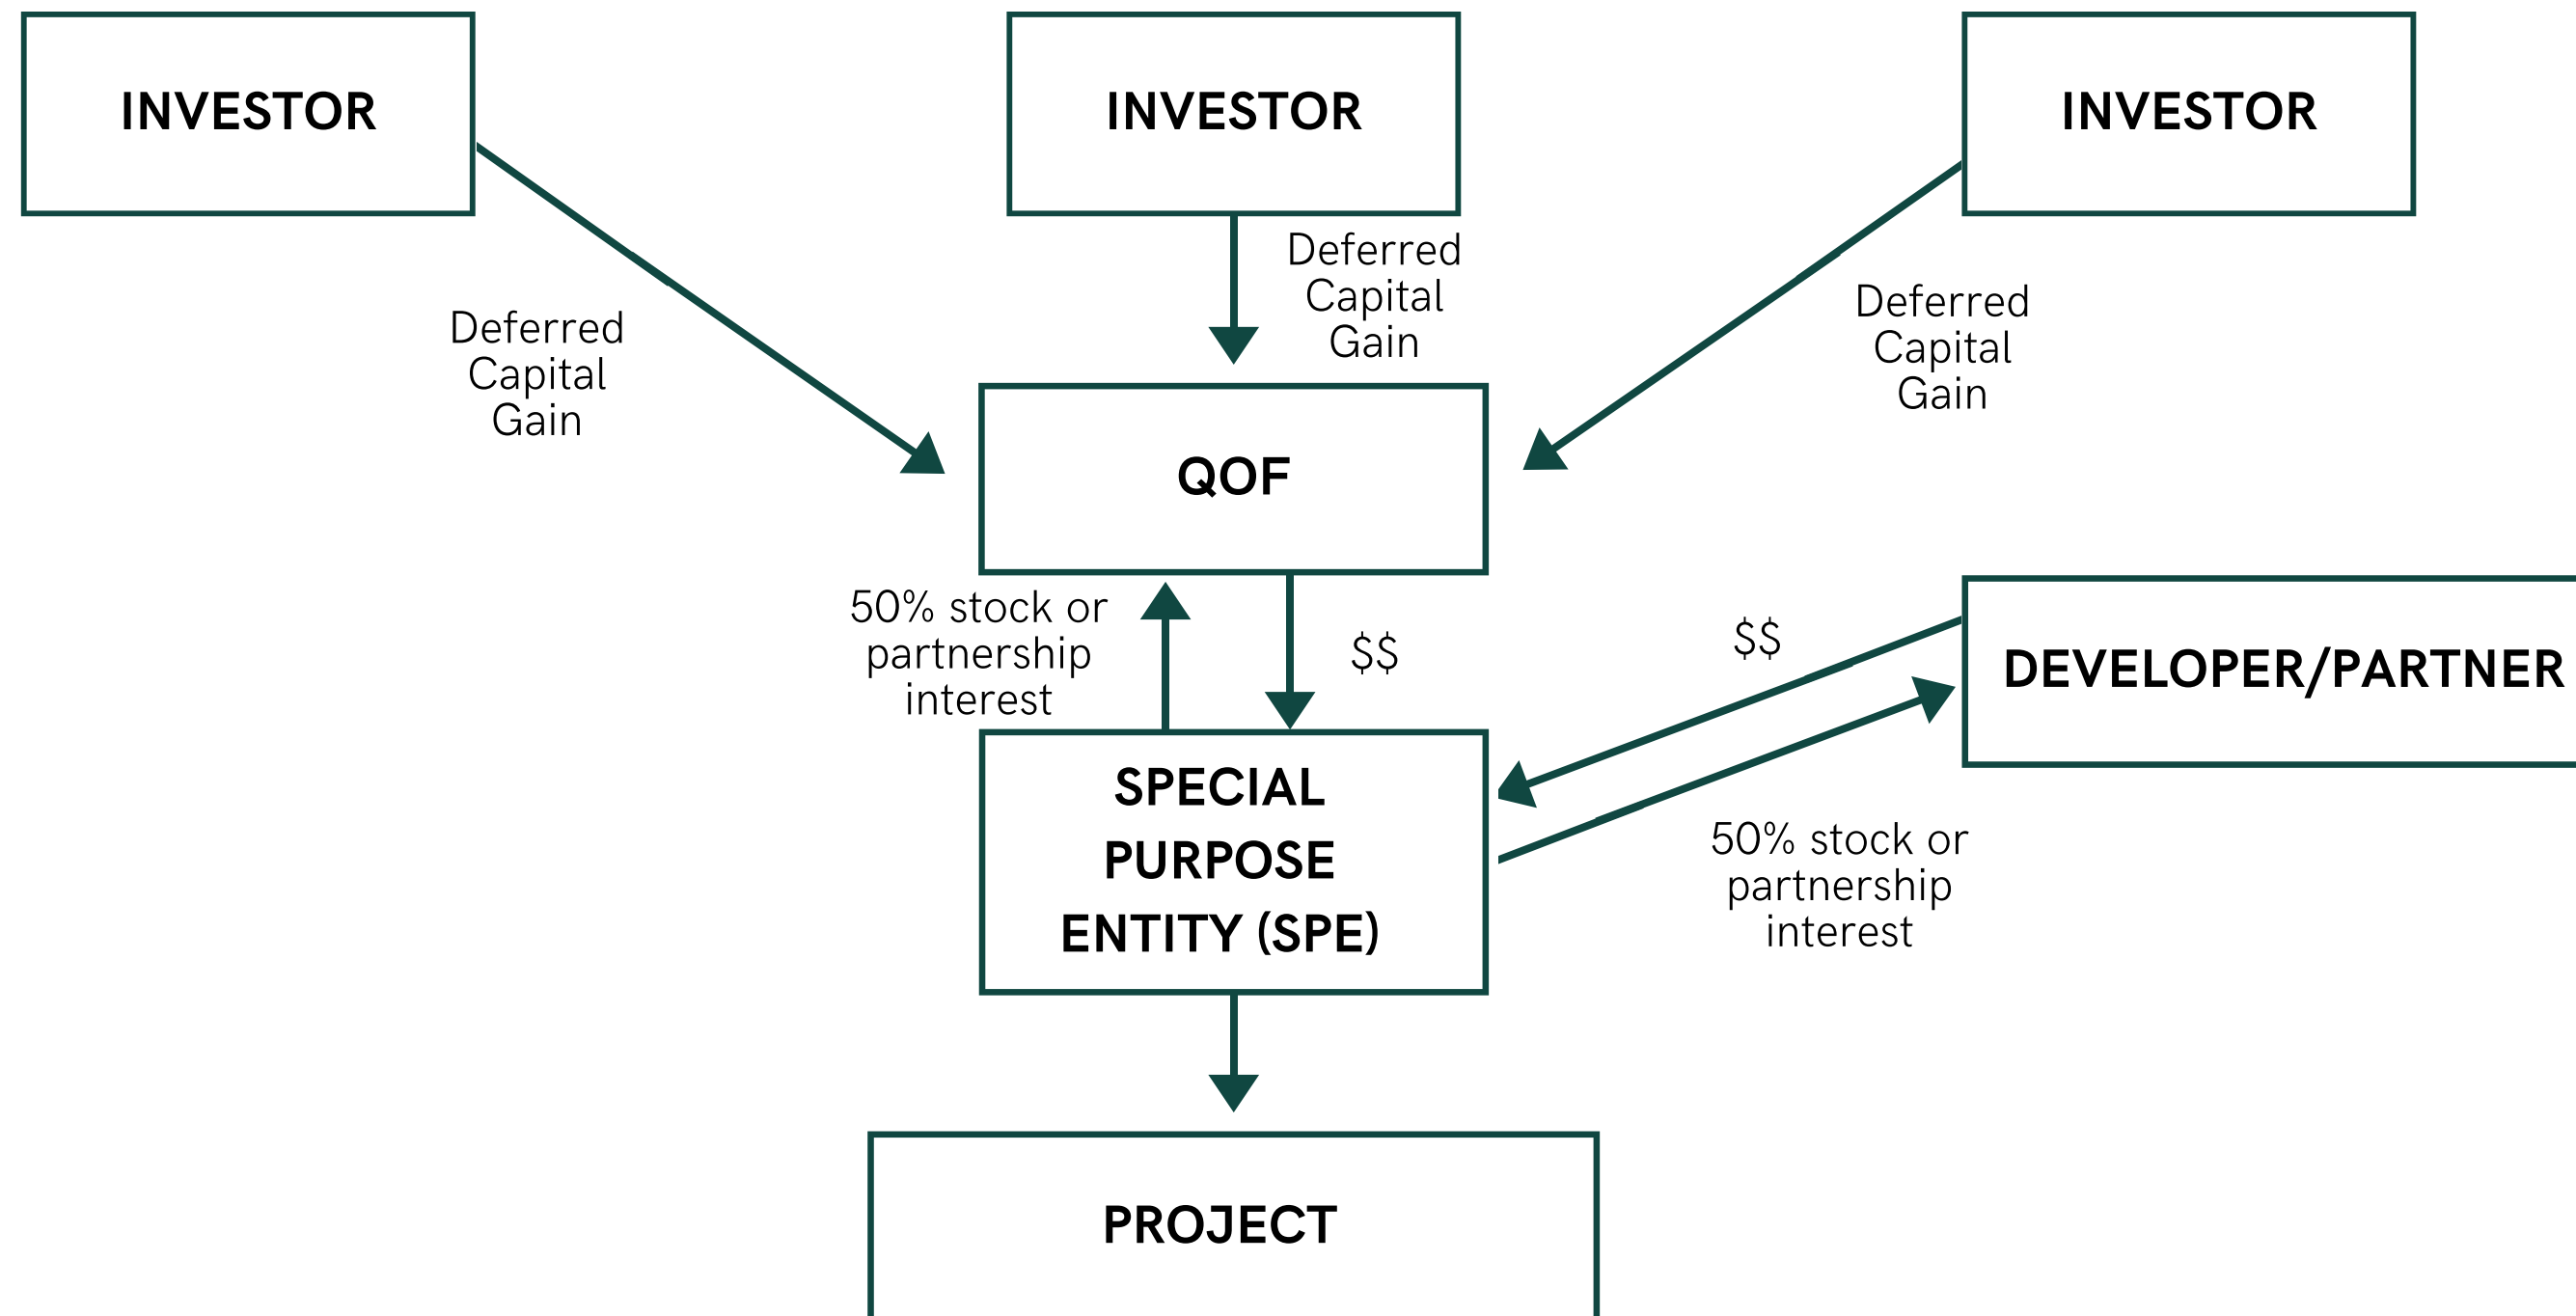 INVESTOR
INVESTOR
INVESTOR
Deferred
Capital
Gain
Deferred
Capital
Gain
Deferred
Capital
Gain
QOF
50% stock or
partnership
interest
$$
$$
DEVELOPER/PARTNER
SPECIAL
PURPOSE
ENTITY (SPE)
50% stock or
partnership
interest
PROJECT